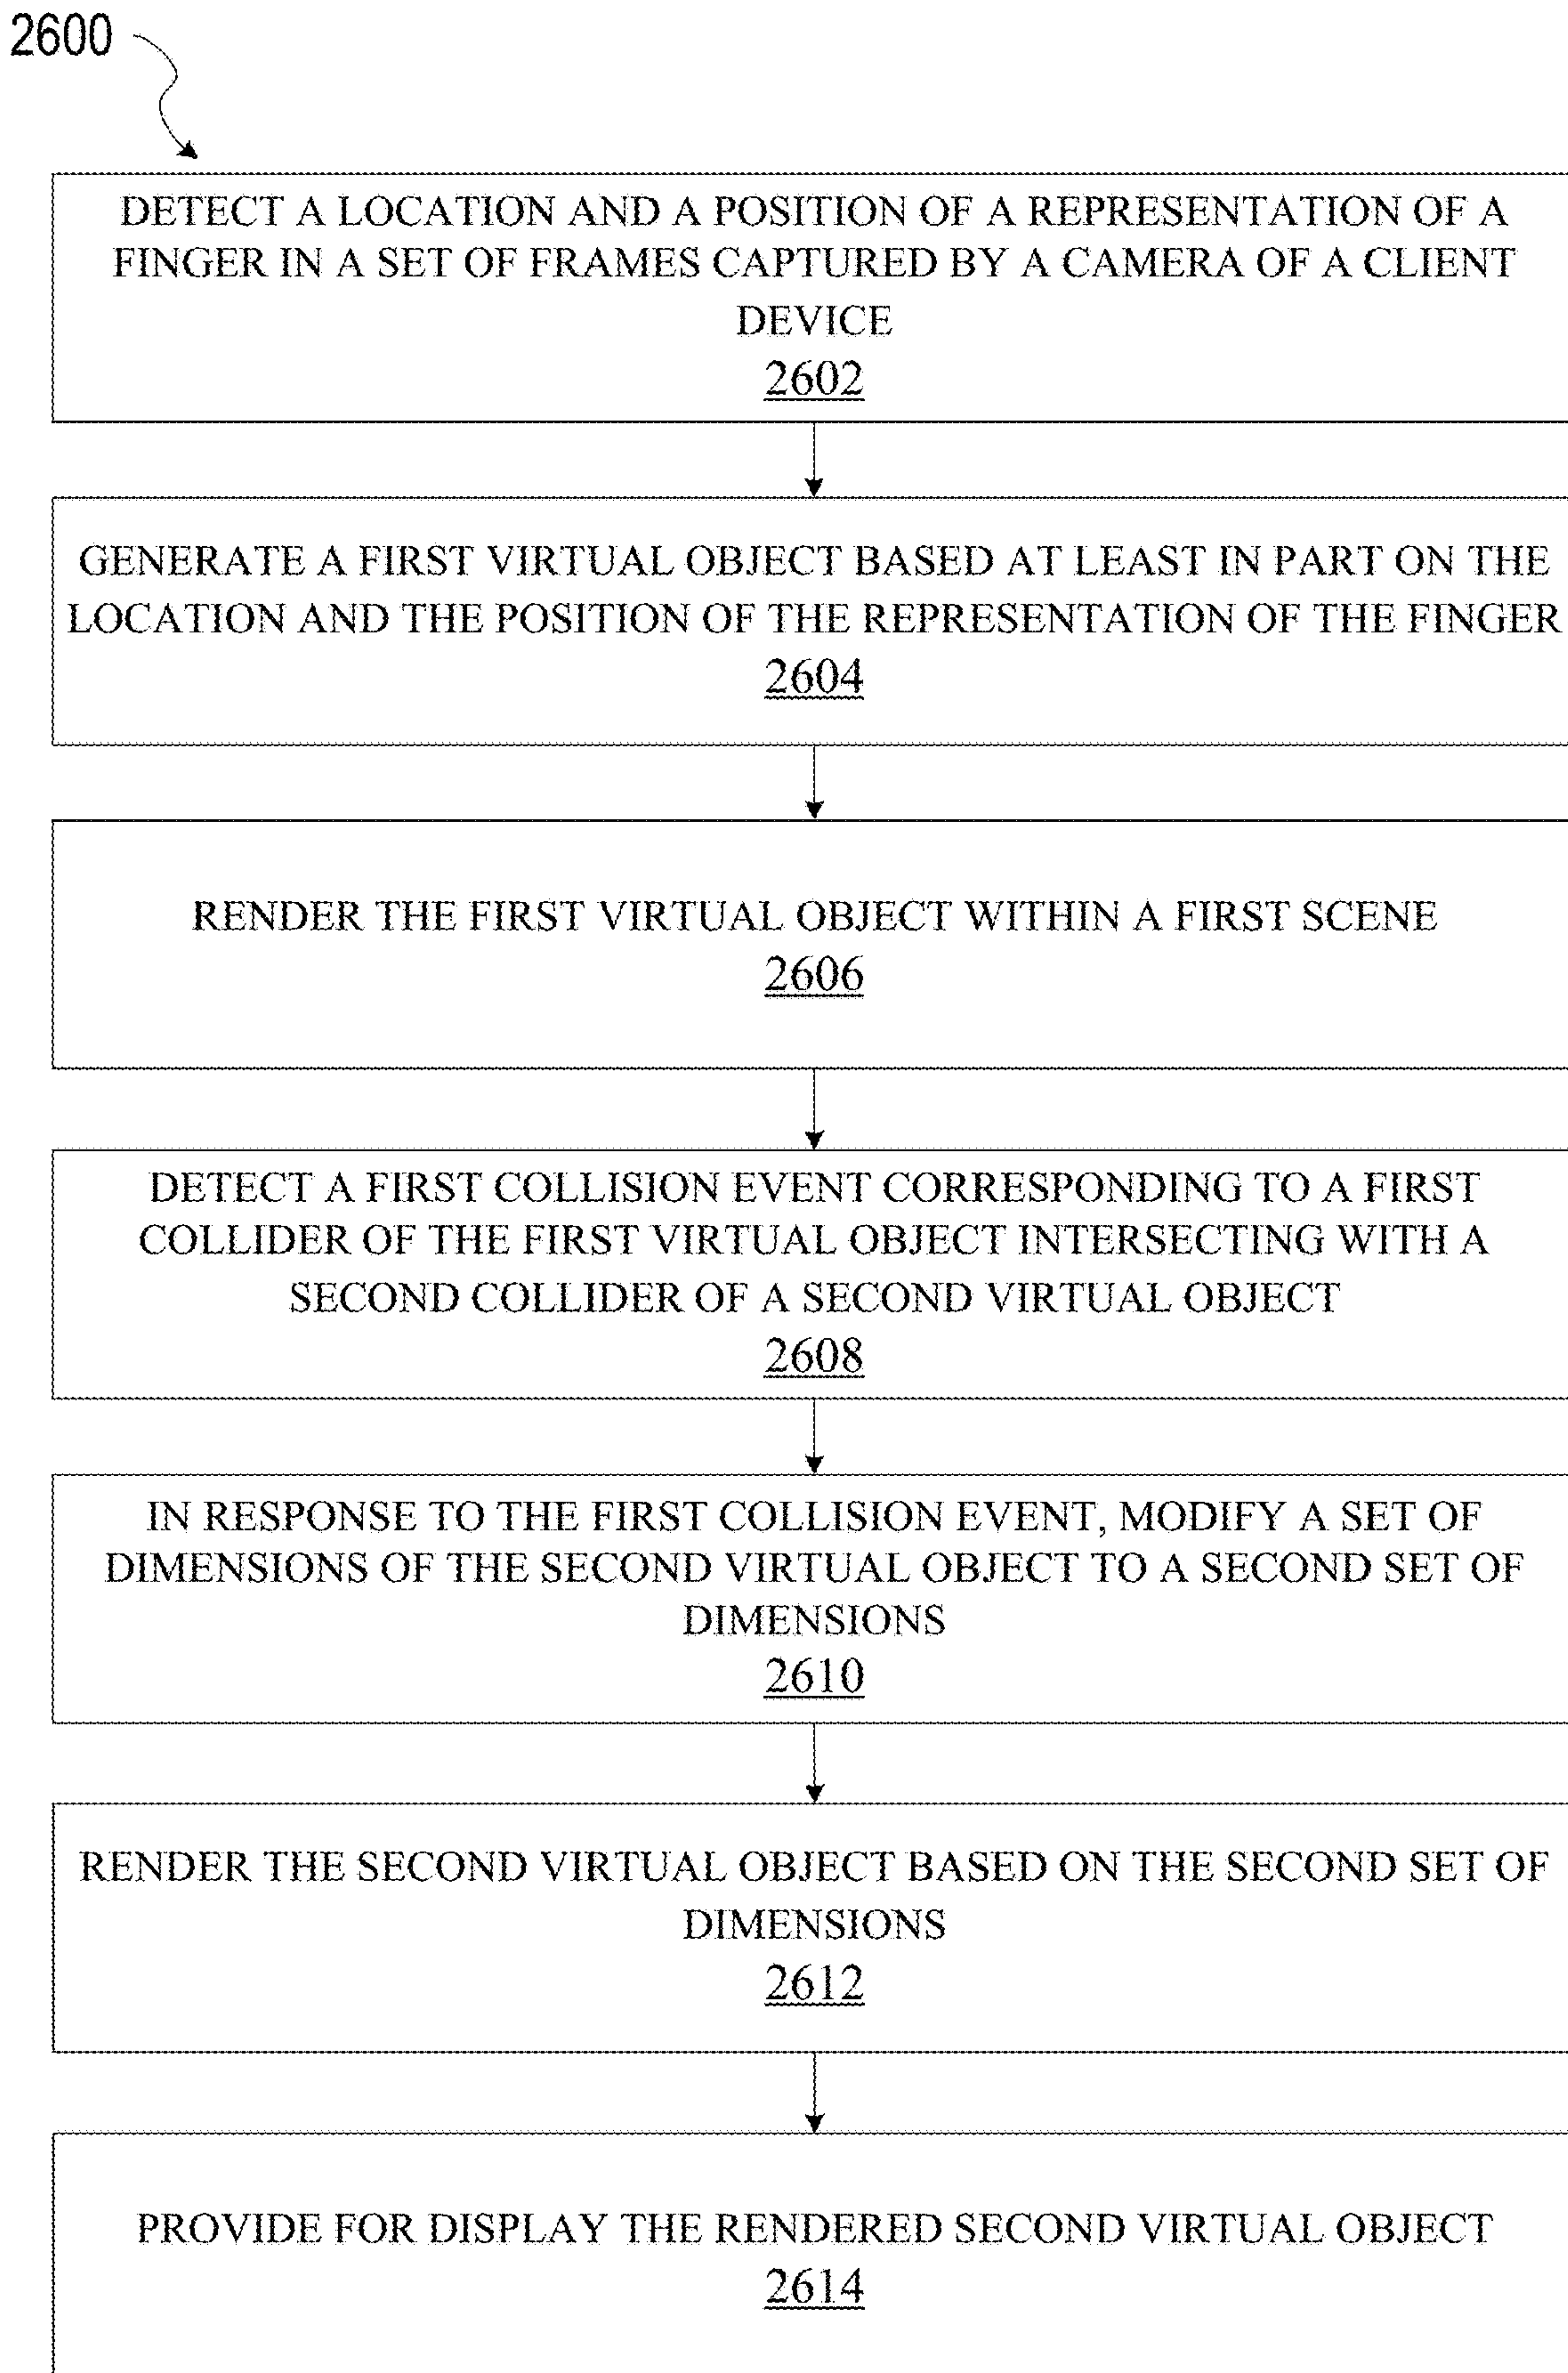 2600
DETECT A LOCATION AND A POSITION OF A REPRESENTATION OF A
FINGER IN A SET OF FRAMES CAPTURED BY A CAMERA OF A CLIENT
DEVICE
2602
GENERATE A FIRST VIRTUAL OBJECT BASED AT LEAST IN PART ON THE
LOCATION AND THE POSITION OF THE REPRESENTATION OF THE FINGER
2604
RENDER THE FIRST VIRTUAL OBJECT WITHIN A FIRST SCENE
2606
DETECT A FIRST COLLISION EVENT CORRESPONDING TO A FIRST
COLLIDER OF THE FIRST VIRTUAL OBJECT INTERSECTING WITH A
SECOND COLLIDER OF A SECOND VIRTUAL OBJECT
2608
IN RESPONSE TO THE FIRST COLLISION EVENT, MODIFY A SET OF
DIMENSIONS OF THE SECOND VIRTUAL OBJECT TO A SECOND SET OF
DIMENSIONS
2610
RENDER THE SECOND VIRTUAL OBJECT BASED ON THE SECOND SET OF
DIMENSIONS
2612
PROVIDE FOR DISPLAY THE RENDERED SECOND VIRTUAL OBJECT
2614